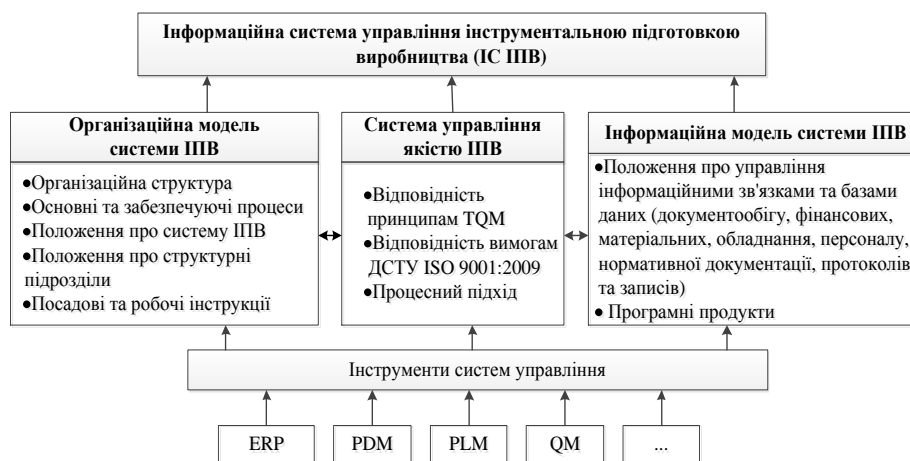 Інформаційна система управління інструментальною підготовкою
виробництва (ІС ІПВ)
Організаційна модель
системи ІПВ
●Організаційна структура
●Основні та забезпечуючі процеси
●Положення про систему ІПВ
●Положення про структурні
підрозділи
●Посадові та робочі інструкції
Система управління
якістю ІПВ
●Відповідність
принципам TQM
●Відповідність вимогам
ДСТУ ISO 9001:2009
●Процесний підхід
Інформаційна модель системи ІПВ
●Положення про управління
інформаційними зв'язками та базами
даних (документообігу, фінансових,
матеріальних, обладнання, персоналу,
нормативної документації, протоколів
та записів)
● Програмні продукти
Інструменти систем управління
ERP
PDM
PLM
QM
...